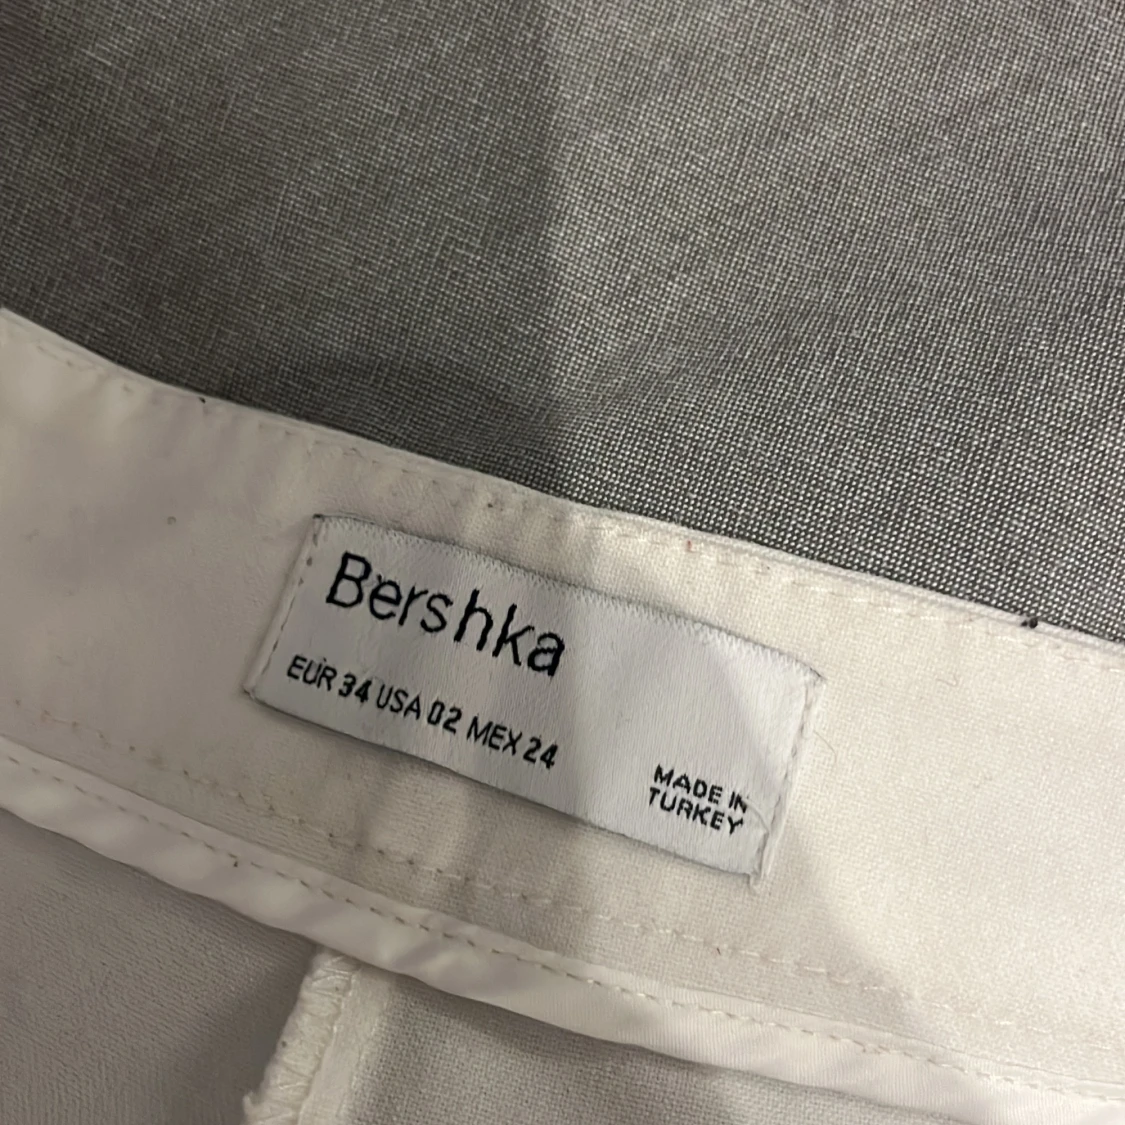 Bershka
EUR 34 USA 02 MEX 24
MADE IN
TURKEY